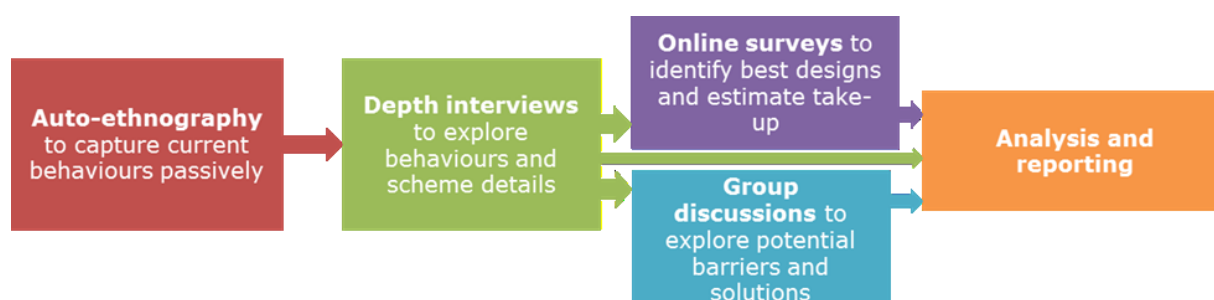 Auto-ethnography
to capture current
behaviours passively
Depth interviews
to explore
behaviours and
scheme details
Online surveys to
identify best designs
and estimate take-
up
Group
discussions to
explore potential
barriers and
solutions
Analysis and
reporting